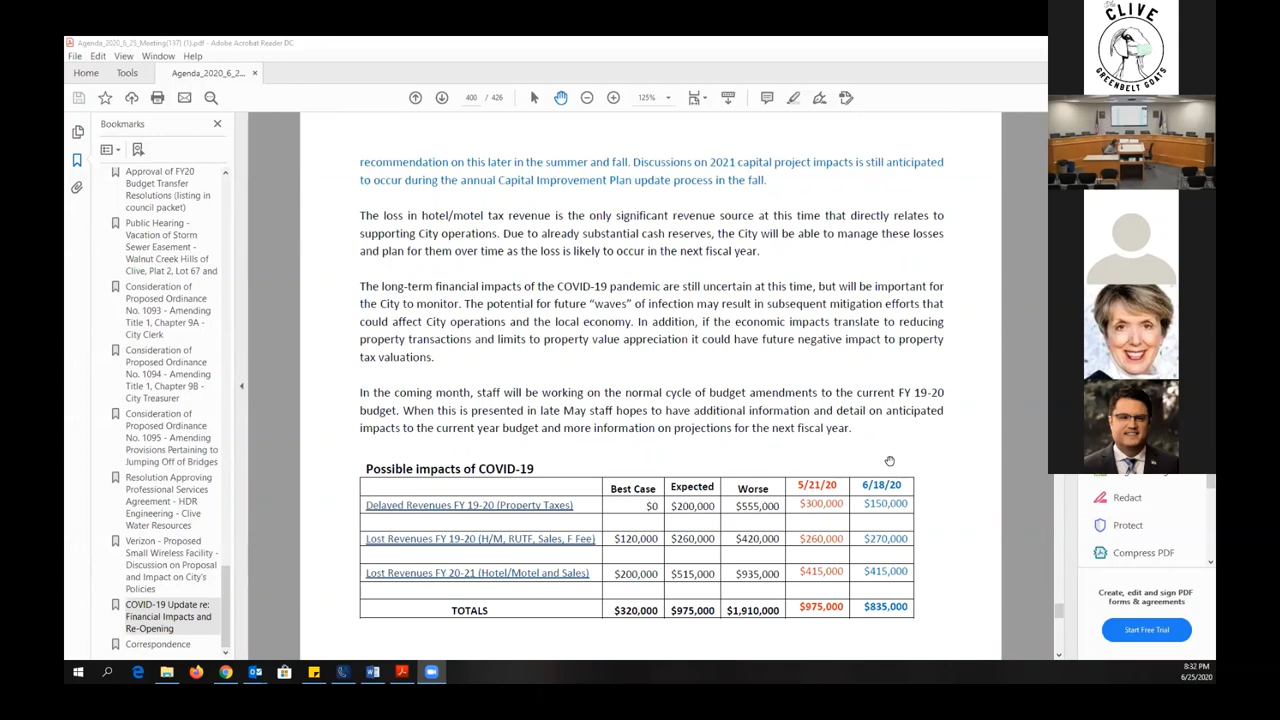 Agenda_2020_6_25_Meeting(137) (1).pdf - Adobe Acrobat Reader DC
File Edit View Window Help
Home Tools Agenda_2020_6_2... ×
400 / 426 125%
Bookmarks
Approval of FY20
Budget Transfer
Resolutions (listing in
council packet)
Public Hearing -
Vacation of Storm
Sewer Easement -
Walnut Creek Hills of
Clive, Plat 2, Lot 67 and
Consideration of
Proposed Ordinance
No. 1093 - Amending
Title 1, Chapter 9A -
City Clerk
Consideration of
Proposed Ordinance
No. 1094 - Amending
Title 1, Chapter 9B -
City Treasurer
Consideration of
Proposed Ordinance
No. 1095 - Amending
Provisions Pertaining to
Jumping Off of Bridges
Resolution Approving
Professional Services
Agreement - HDR
Engineering - Clive
Water Resources
Verizon - Proposed
Small Wireless Facility -
Discussion on Proposal
and Impact on City's
Policies
COVID-19 Update re:
Financial Impacts and
Re-Opening
Correspondence
recommendation on this later in the summer and fall. Discussions on 2021 capital project impacts is still anticipated
to occur during the annual Capital Improvement Plan update process in the fall.
The loss in hotel/motel tax revenue is the only significant revenue source at this time that directly relates to
supporting City operations. Due to already substantial cash reserves, the City will be able to manage these losses
and plan for them over time as the loss is likely to occur in the next fiscal year.
The long-term financial impacts of the COVID-19 pandemic are still uncertain at this time, but will be important for
the City to monitor. The potential for future “waves” of infection may result in subsequent mitigation efforts that
could affect City operations and the local economy. In addition, if the economic impacts translate to reducing
property transactions and limits to property value appreciation it could have future negative impact to property
tax valuations.
In the coming month, staff will be working on the normal cycle of budget amendments to the current FY 19-20
budget. When this is presented in late May staff hopes to have additional information and detail on anticipated
impacts to the current year budget and more information on projections for the next fiscal year.
Possible impacts of COVID-19
Best Case Expected Worse 5/21/20 6/18/20
Delayed Revenues FY 19-20 (Property Taxes) $0 $200,000 $555,000 $300,000 $150,000
Lost Revenues FY 19-20 (H/M, RUTF, Sales, F Fee) $120,000 $260,000 $420,000 $260,000 $270,000
Lost Revenues FY 20-21 (Hotel/Motel and Sales) $200,000 $515,000 $935,000 $415,000 $415,000
TOTALS $320,000 $975,000 $1,910,000 $975,000 $835,000
The
CLIVE
GREENBELT GOATS
Redact
Protect
Compress PDF
Create, edit and sign PDF
forms & agreements
Start Free Trial
8:32 PM
6/25/2020